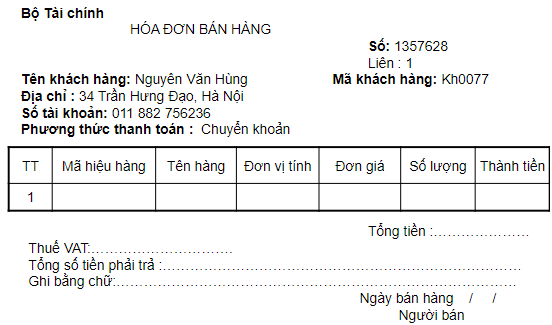 Bộ Tài chính
HÓA ĐƠN BÁN HÀNG
Số: 1357628
Liên : 1
Tên khách hàng: Nguyên Văn Hùng Mã khách hàng: Kh0077
Địa chỉ : 34 Trần Hưng Đạo, Hà Nội
Số tài khoản: 011 882 756236
Phương thức thanh toán : Chuyển khoản
TT Mã hiệu hàng Tên hàng Đơn vị tính Đơn giá Số lượng Thành tiền
1
Tổng tiền :…………………
Thuế VAT:…………………………
Tổng số tiền phải trả :…………………………………………………………………
Ghi bằng chữ:…………………………………………………………………………
Ngày bán hàng / /
Người bán